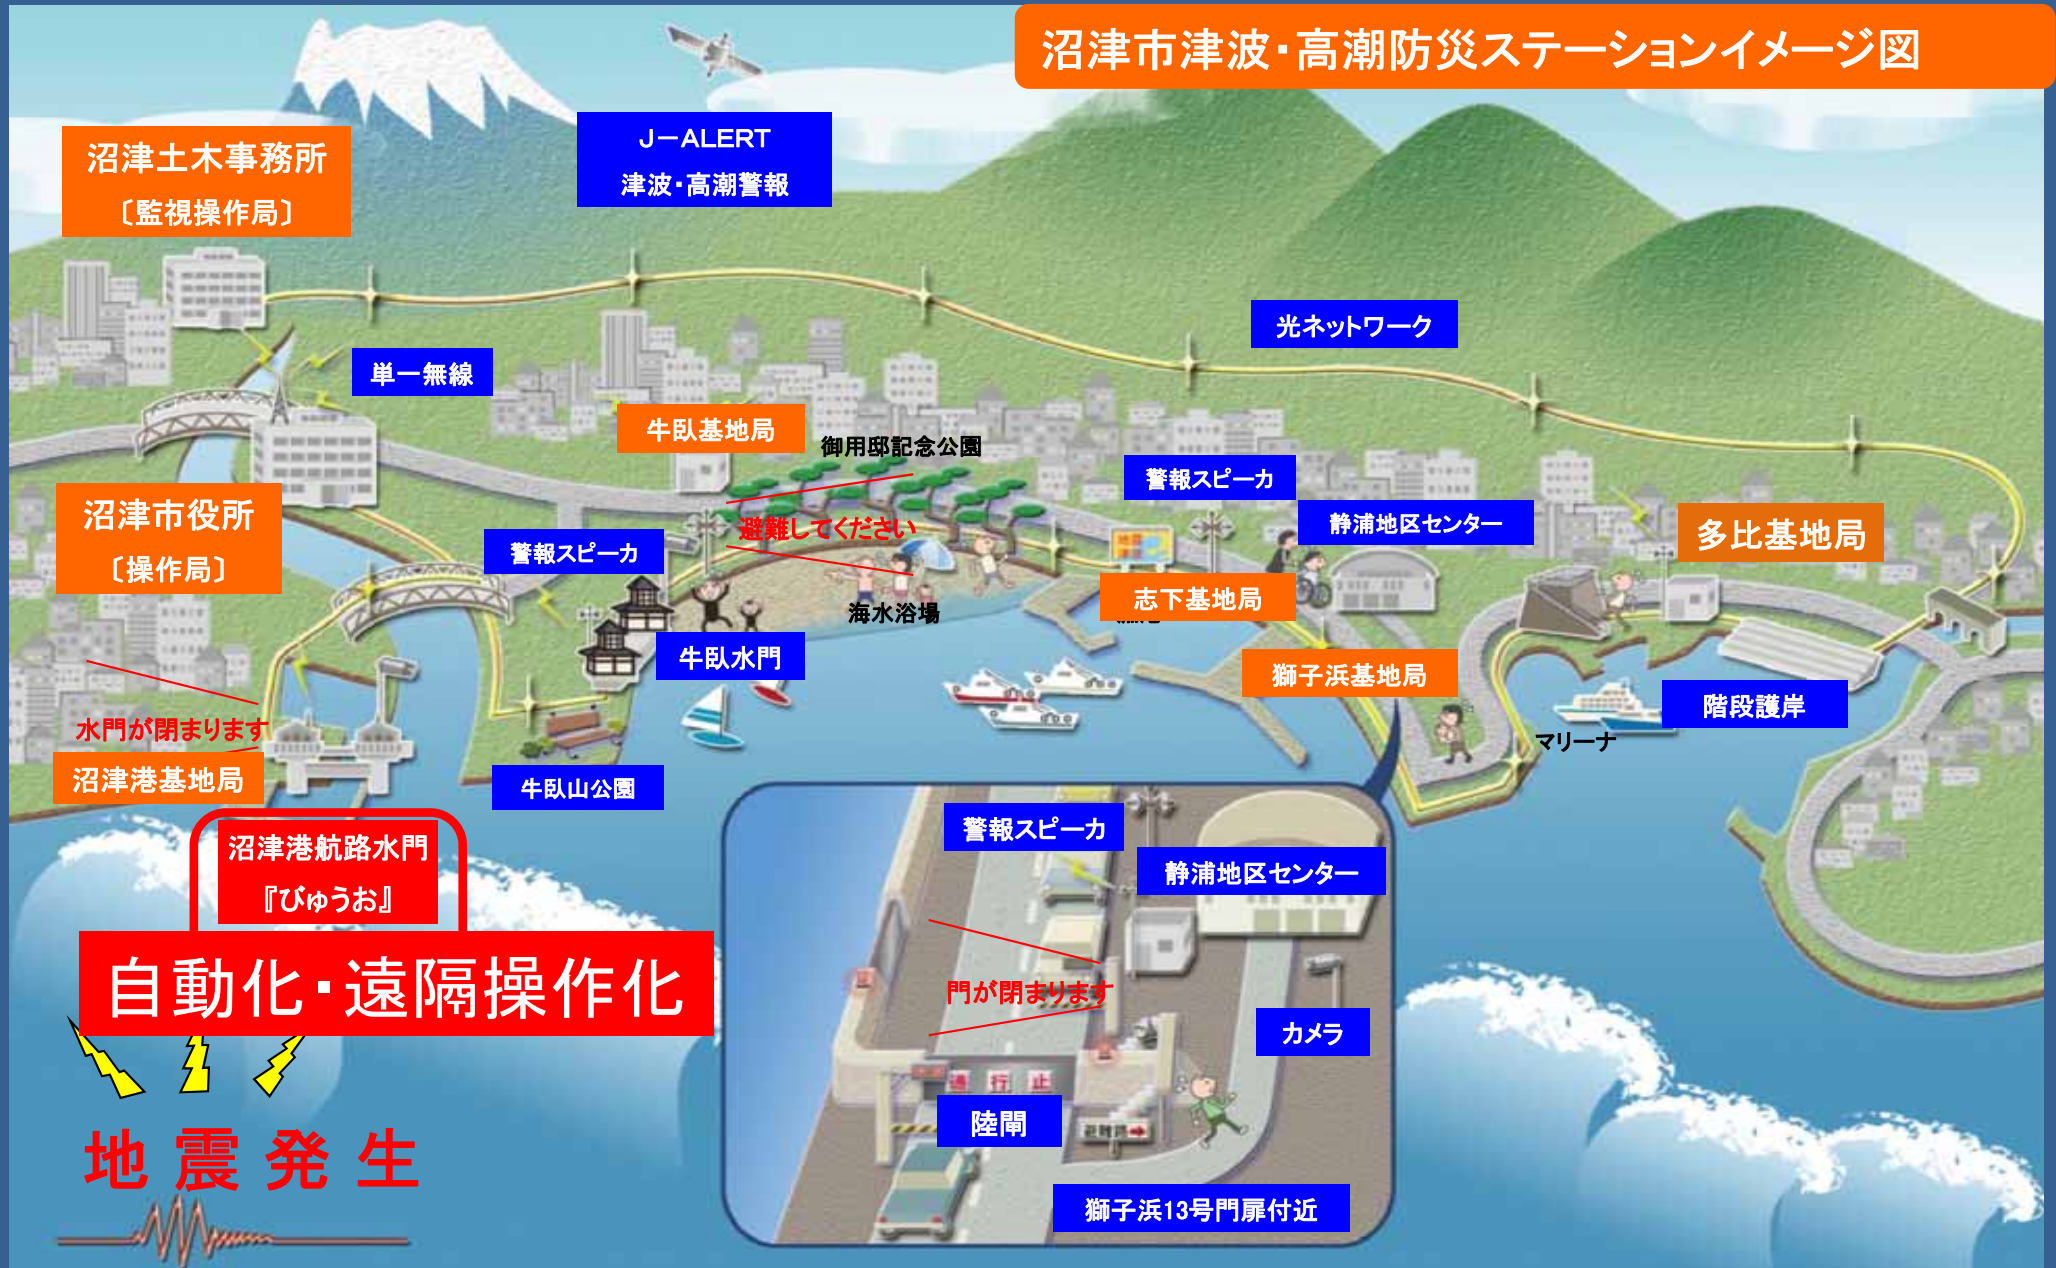 沼津市津波・高潮防災ステーションイメージ図
沼津土木事務所
〔監視操作局〕
J－ALERT
津波・高潮警報
光ネットワーク
単一無線
牛臥基地局
御用邸記念公園
警報スピーカ
静浦地区センター
多比基地局
沼津市役所
〔操作局〕
警報スピーカ
避難してください
海水浴場
志下基地局
牛臥水門
獅子浜基地局
階段護岸
マリーナ
水門が閉まります
沼津港基地局
牛臥山公園
沼津港航路水門
『びゅうお』
自動化・遠隔操作化
地震発生
警報スピーカ
静浦地区センター
門が閉まります
カメラ
通行止
陸閘
避難路
獅子浜13号門扉付近